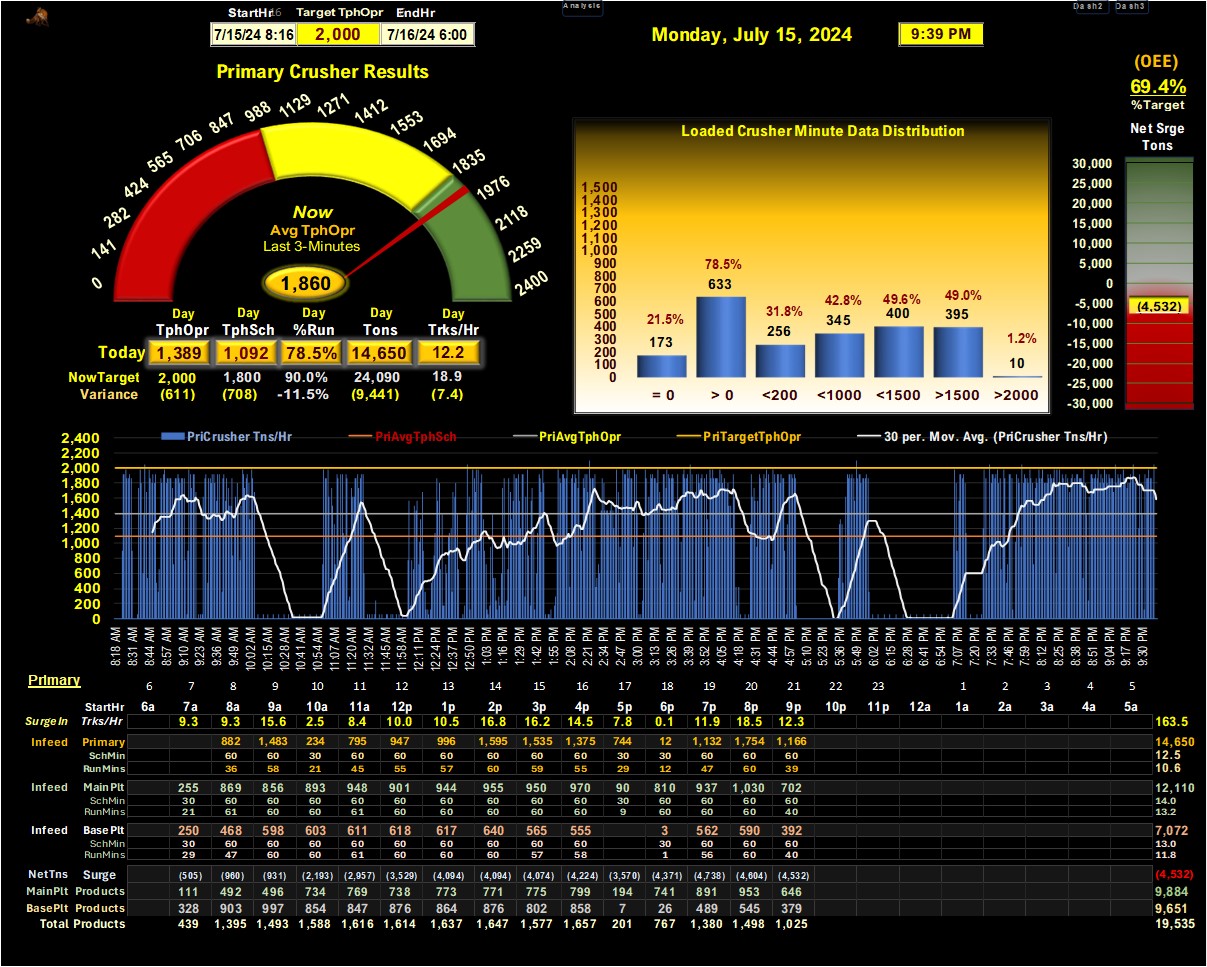 StartHr 16 Target TphOpr EndHr
7/15/24 8:16 2,000 7/16/24 6:00
Analysis
Dash2 Dash3
Monday, July 15, 2024 9:39 PM
Primary Crusher Results
0 141 282 424 565 706 847 988 1129 1271 1412 1553 1694 1835 1976 2118 2259 2400
Now
Avg TphOpr
Last 3-Minutes
1,860
Day Day Day Day Day
TphOpr TphSch %Run Tons Trks/Hr
Today 1,389 1,092 78.5% 14,650 12.2
NowTarget 2,000 1,800 90.0% 24,090 18.9
Variance (611) (708) -11.5% (9,441) (7.4)
Loaded Crusher Minute Data Distribution
1,500
1,400
1,300
1,200
1,100
1,000
900
800
700
600
500
400
300
200
100
0
21.5% 78.5% 31.8% 42.8% 49.6% 49.0% 1.2%
173 633 256 345 400 395 10
= 0 > 0 <200 <1000 <1500 >1500 >2000
(OEE)
69.4%
%Target
Net Srge
Tons
30,000
25,000
20,000
15,000
10,000
5,000
0
-5,000
(4,532)
-10,000
-15,000
-20,000
-25,000
-30,000
PriCrusher Tns/Hr PriAvgTphSch PriAvgTphOpr PriTargetTphOpr 30 per. Mov. Avg. (PriCrusher Tns/Hr)
2,400
2,200
2,000
1,800
1,600
1,400
1,200
1,000
800
600
400
200
0
8:18 AM 8:31 AM 8:44 AM 8:57 AM 9:10 AM 9:23 AM 9:36 AM 9:49 AM 10:02 AM 10:15 AM 10:28 AM 10:41 AM 10:54 AM 11:07 AM 11:20 AM 11:32 AM 11:45 AM 11:58 AM 12:11 PM 12:24 PM 12:37 PM 12:50 PM 1:03 PM 1:16 PM 1:29 PM 1:42 PM 1:55 PM 2:08 PM 2:21 PM 2:34 PM 2:47 PM 3:00 PM 3:13 PM 3:26 PM 3:39 PM 3:52 PM 4:05 PM 4:18 PM 4:31 PM 4:44 PM 4:57 PM 5:10 PM 5:23 PM 5:36 PM 5:49 PM 6:02 PM 6:15 PM 6:28 PM 6:41 PM 6:54 PM 7:07 PM 7:20 PM 7:33 PM 7:46 PM 7:59 PM 8:12 PM 8:25 PM 8:38 PM 8:51 PM 9:04 PM 9:17 PM 9:30 PM
Primary
6 7 8 9 10 11 12 13 14 15 16 17 18 19 20 21 22 23 1 2 3 4 5
StartHr 6a 7a 8a 9a 10a 11a 12p 1p 2p 3p 4p 5p 6p 7p 8p 9p 10p 11p 12a 1a 2a 3a 4a 5a
SurgeIn Trks/Hr 9.3 9.3 15.6 2.5 8.4 10.0 10.5 16.8 16.2 14.5 7.8 0.1 11.9 18.5 12.3 163.5
Infeed Primary 882 1,483 234 795 947 996 1,595 1,535 1,375 744 12 1,132 1,754 1,166 14,650
SchMin 60 60 30 60 60 60 60 60 60 30 30 60 60 40 12.5
RunMins 36 58 21 45 55 57 60 59 55 29 12 47 60 39 10.6
Infeed MainPlt 255 869 856 893 948 901 944 955 950 970 90 810 937 1,030 702 12,110
SchMin 30 60 60 60 60 60 60 60 60 60 30 60 60 60 40 14.0
RunMins 21 61 60 60 61 60 60 60 60 60 9 60 60 60 40 13.2
Infeed BasePlt 250 468 598 603 611 618 617 640 565 555 3 562 590 392 7,072
SchMin 30 60 60 60 60 60 60 60 60 60 30 60 60 40 13.0
RunMins 29 47 60 60 61 60 60 60 57 58 1 56 60 40 11.8
NetTns Surge (505) (960) (931) (2,193) (2,957) (3,529) (4,094) (4,094) (4,074) (4,224) (3,570) (4,371) (4,738) (4,604) (4,532) (4,532)
MainPlt Products 111 492 496 734 769 738 773 771 775 799 194 741 891 953 646 9,884
BasePlt Products 328 903 997 854 847 876 864 876 802 858 7 26 489 545 379 9,651
Total Products 439 1,395 1,493 1,588 1,616 1,614 1,637 1,647 1,577 1,657 201 767 1,380 1,498 1,025 19,535